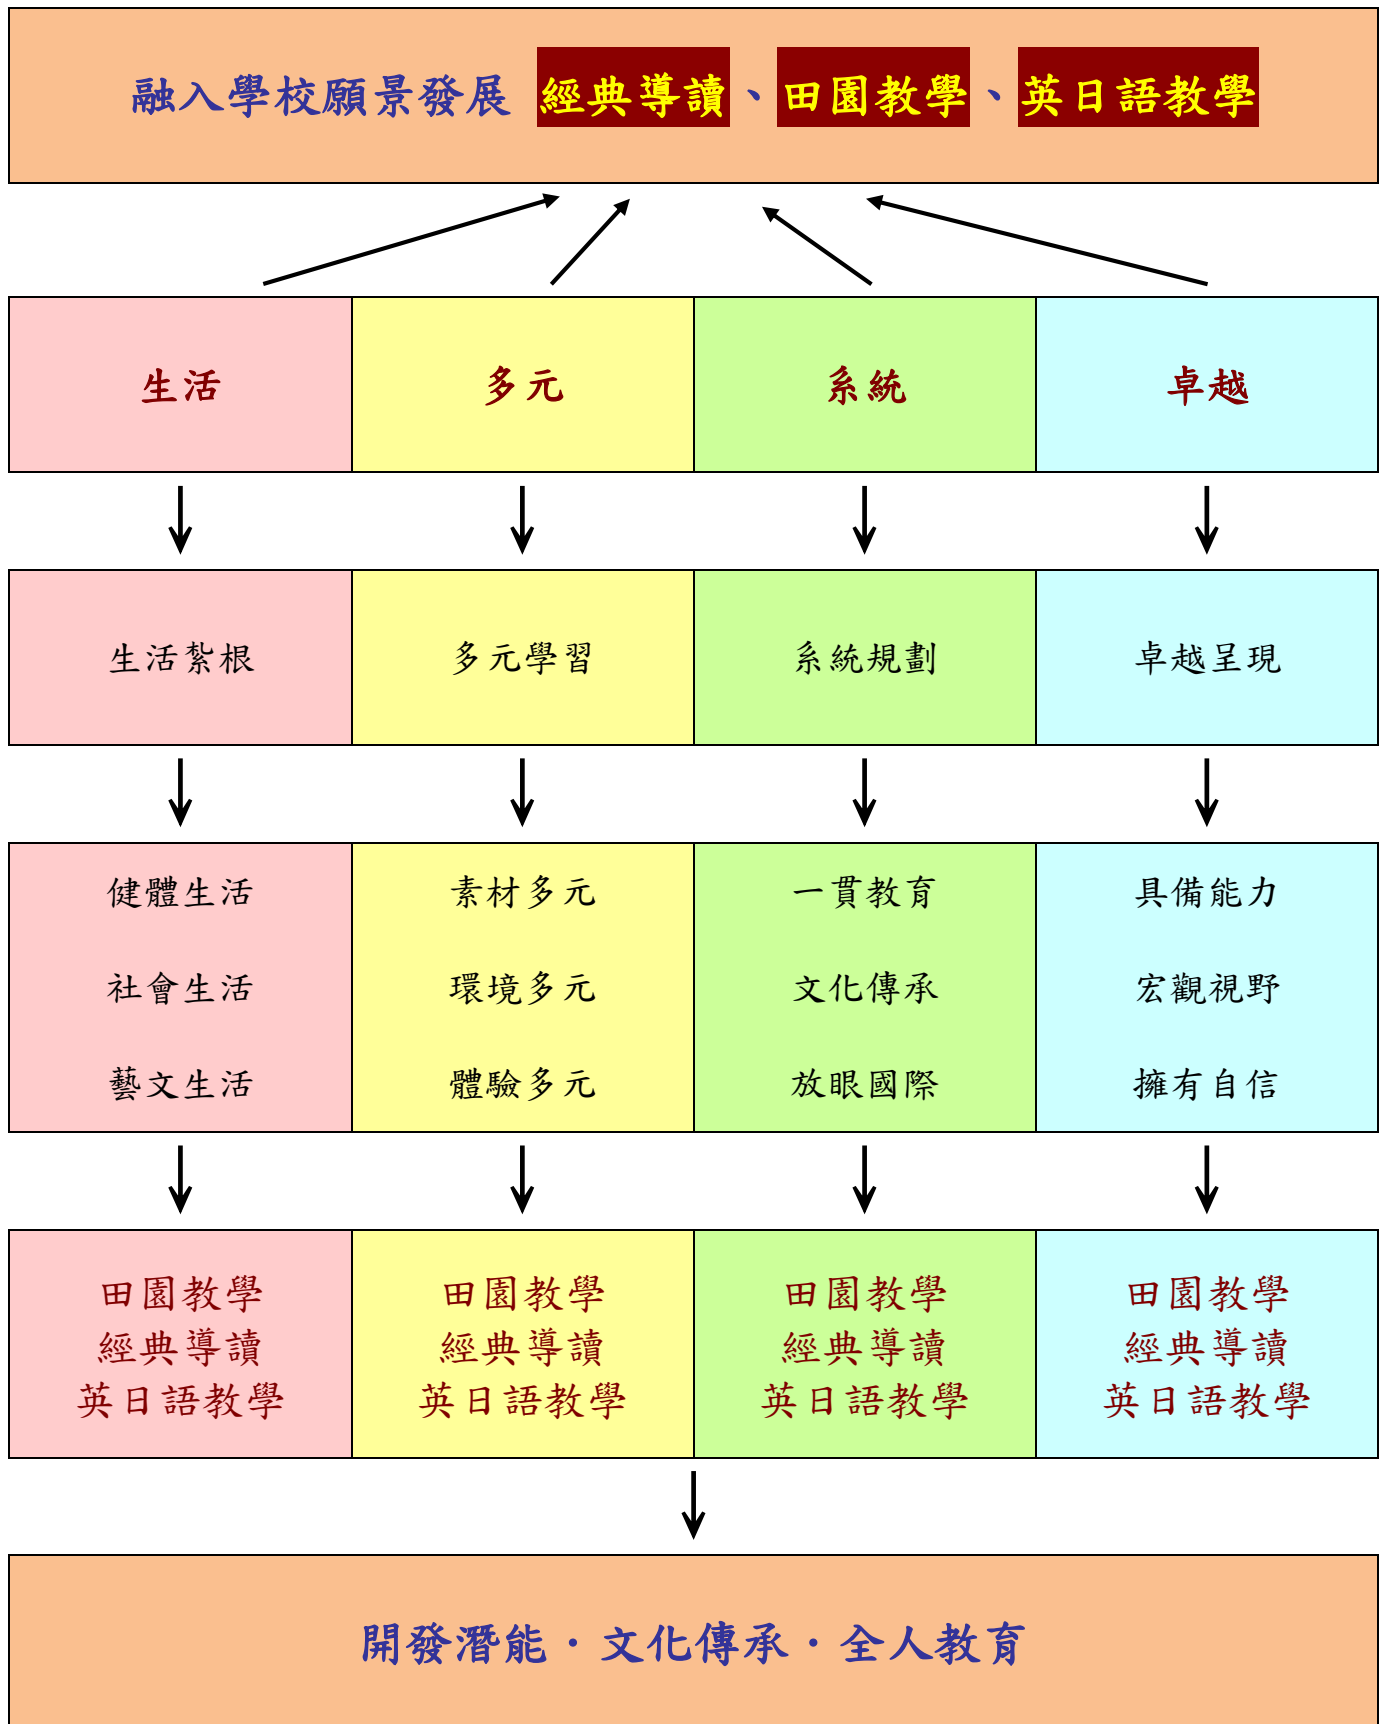 融入學校願景發展 經典導讀、田園教學、英日語教學
生活
多元
系統
卓越
生活紮根
多元學習
系統規劃
卓越呈現
健體生活
社會生活
藝文生活
素材多元
環境多元
體驗多元
一貫教育
文化傳承
放眼國際
具備能力
宏觀視野
擁有自信
田園教學
經典導讀
英日語教學
田園教學
經典導讀
英日語教學
田園教學
經典導讀
英日語教學
田園教學
經典導讀
英日語教學
開發潛能．文化傳承．全人教育